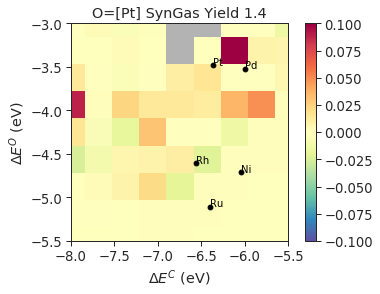 O=[Pt] SynGas Yield 1.4
−3.0
−3.5
−4.0
−4.5
−5.0
−5.5
ΔE^O (eV)
Pt
Pd
Rh
Ni
Ru
−8.0 −7.5 −7.0 −6.5 −6.0 −5.5
ΔE^C (eV)
0.100
0.075
0.050
0.025
0.000
−0.025
−0.050
−0.075
−0.100